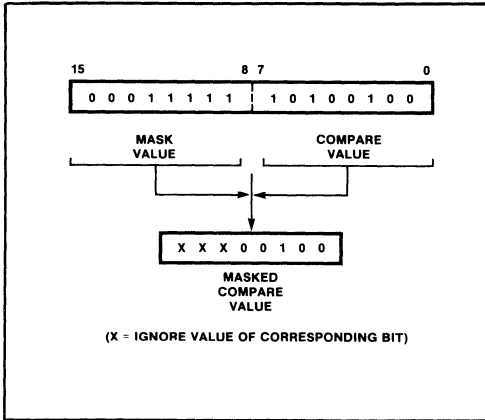 15 8 7 0
0 0 0 1 1 1 1 1 1 0 1 0 0 1 0 0
MASK COMPARE
VALUE VALUE
X X X 0 0 1 0 0
MASKED
COMPARE
VALUE
(X = IGNORE VALUE OF CORRESPONDING BIT)